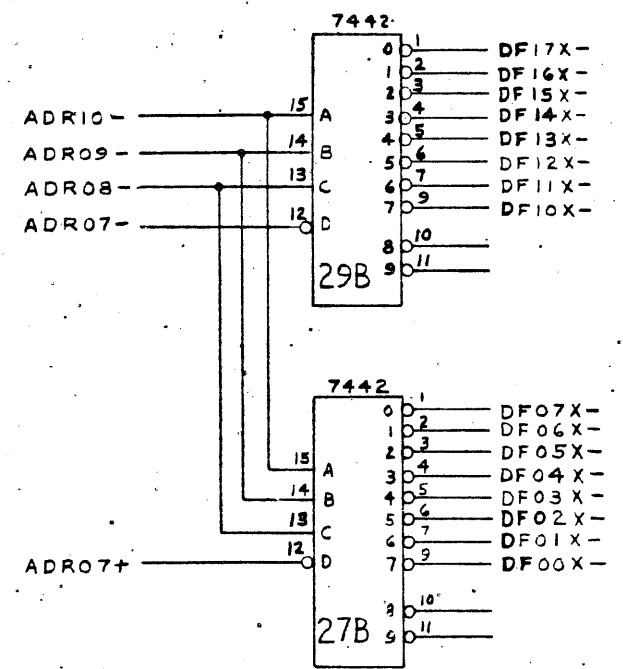 7442
0 1 DF17X-
1 2 DF16X-
2 3 DF15X-
ADR10- 15 A 3 4 DF14X-
4 5 DF13X-
ADR09- 14 B 5 6 DF12X-
ADR08- 13 C 6 7 DF11X-
7 9 DF10X-
ADR07- 12 D
8 10
29B 9 11
7442
0 1 DF07X-
1 2 DF06X-
2 3 DF05X-
15 A 3 4 DF04X-
14 B 4 5 DF03X-
13 C 5 6 DF02X-
6 7 DF01X-
ADR07+ 12 D 7 9 DF00X-
10
27B 9 11